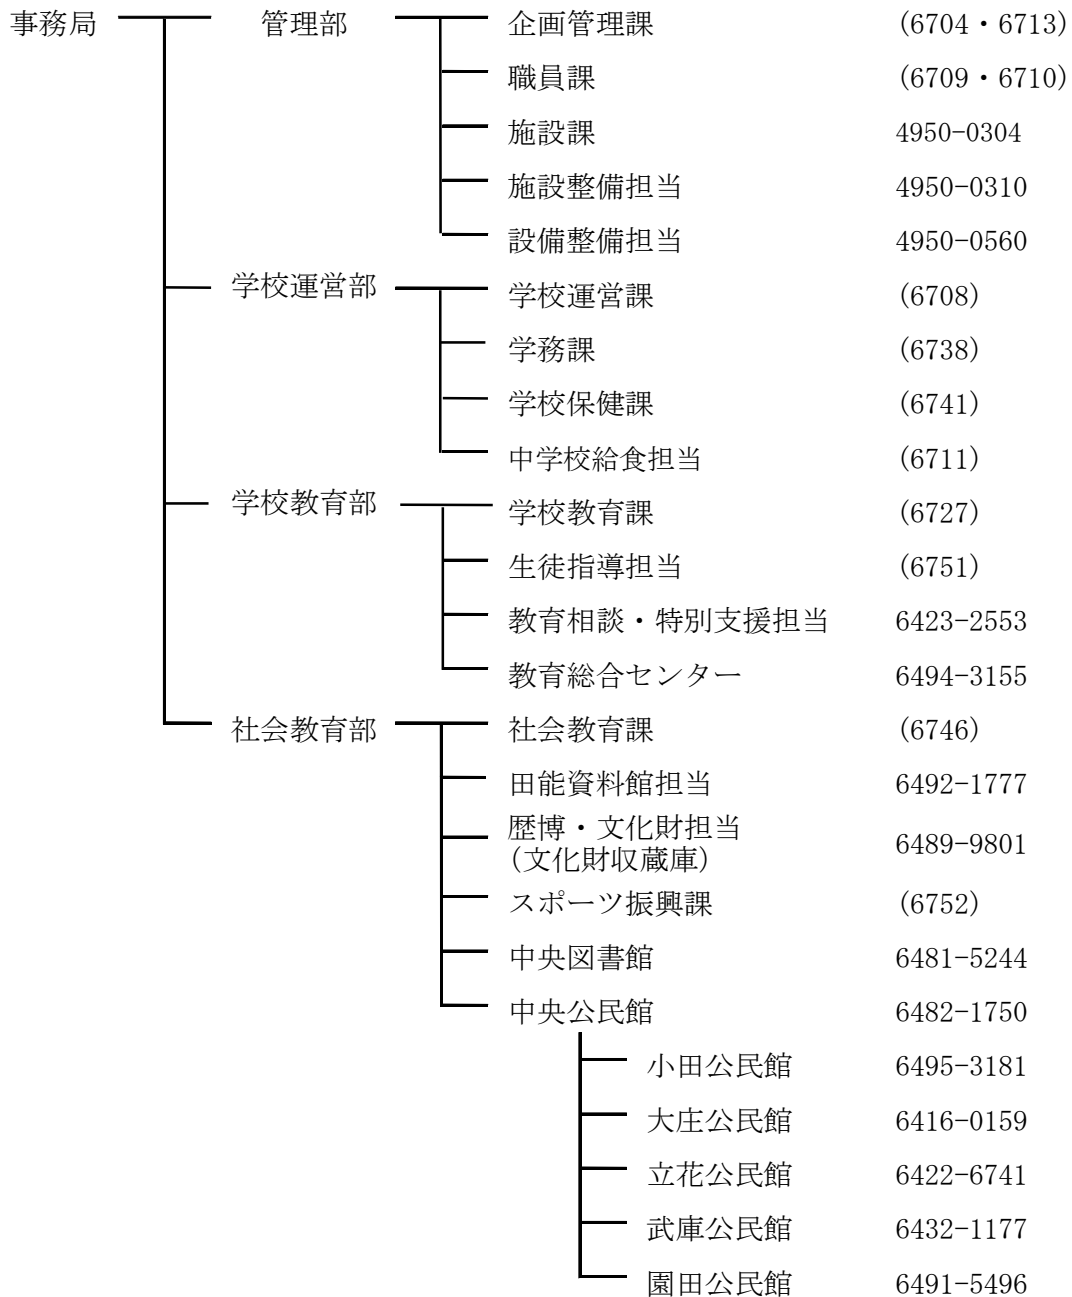 事務局 管理部 企画管理課 (6704・6713)
職員課 (6709・6710)
施設課 4950-0304
施設整備担当 4950-0310
設備整備担当 4950-0560
学校運営部 学校運営課 (6708)
学務課 (6738)
学校保健課 (6741)
中学校給食担当 (6711)
学校教育部 学校教育課 (6727)
生徒指導担当 (6751)
教育相談・特別支援担当 6423-2553
教育総合センター 6494-3155
社会教育部 社会教育課 (6746)
田能資料館担当 6492-1777
歴博・文化財担当
(文化財収蔵庫) 6489-9801
スポーツ振興課 (6752)
中央図書館 6481-5244
中央公民館 6482-1750
小田公民館 6495-3181
大庄公民館 6416-0159
立花公民館 6422-6741
武庫公民館 6432-1177
園田公民館 6491-5496